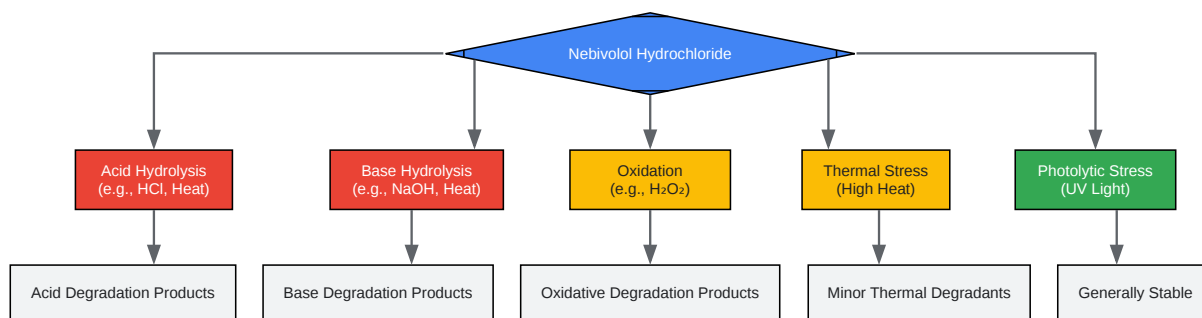 Nebivolol Hydrochloride
Acid Hydrolysis
(e.g., HCl, Heat)
Base Hydrolysis
(e.g., NaOH, Heat)
Oxidation
(e.g., H₂O₂)
Thermal Stress
(High Heat)
Photolytic Stress
(UV Light)
Acid Degradation Products
Base Degradation Products
Oxidative Degradation Products
Minor Thermal Degradants
Generally Stable